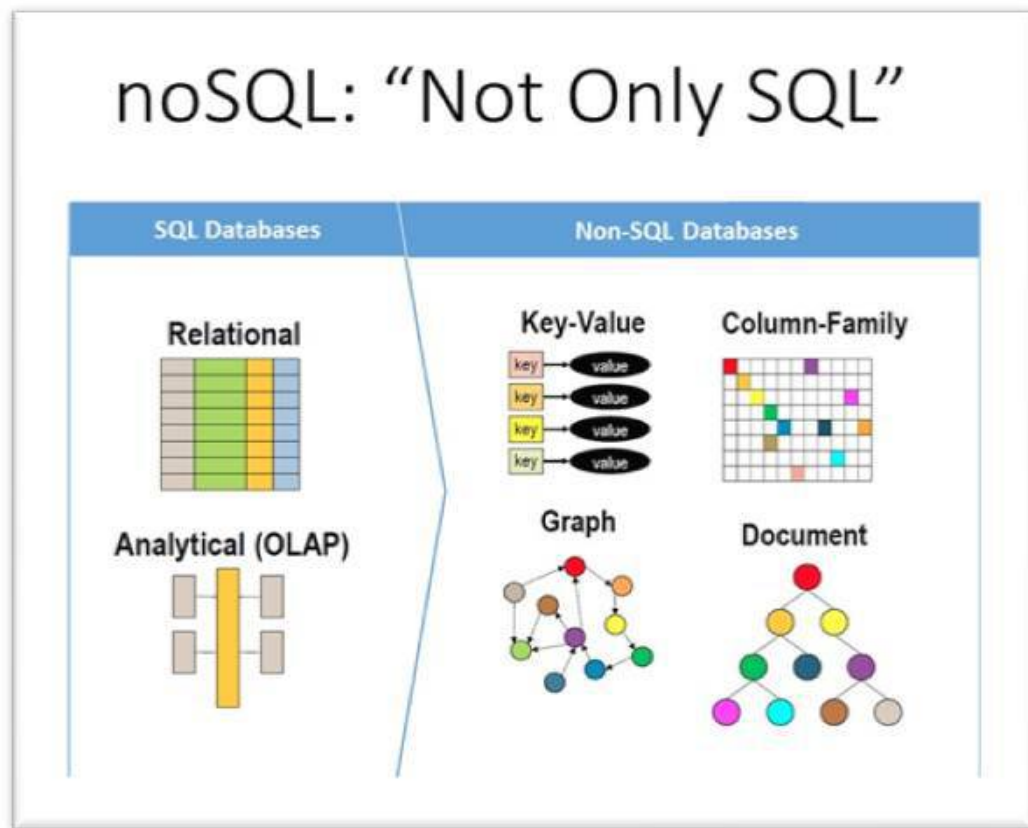 noSQL: “Not Only SQL”
SQL Databases
Non-SQL Databases
Relational
Analytical (OLAP)
Key-Value
key
value
key
value
key
value
key
value
Column-Family
Graph
Document